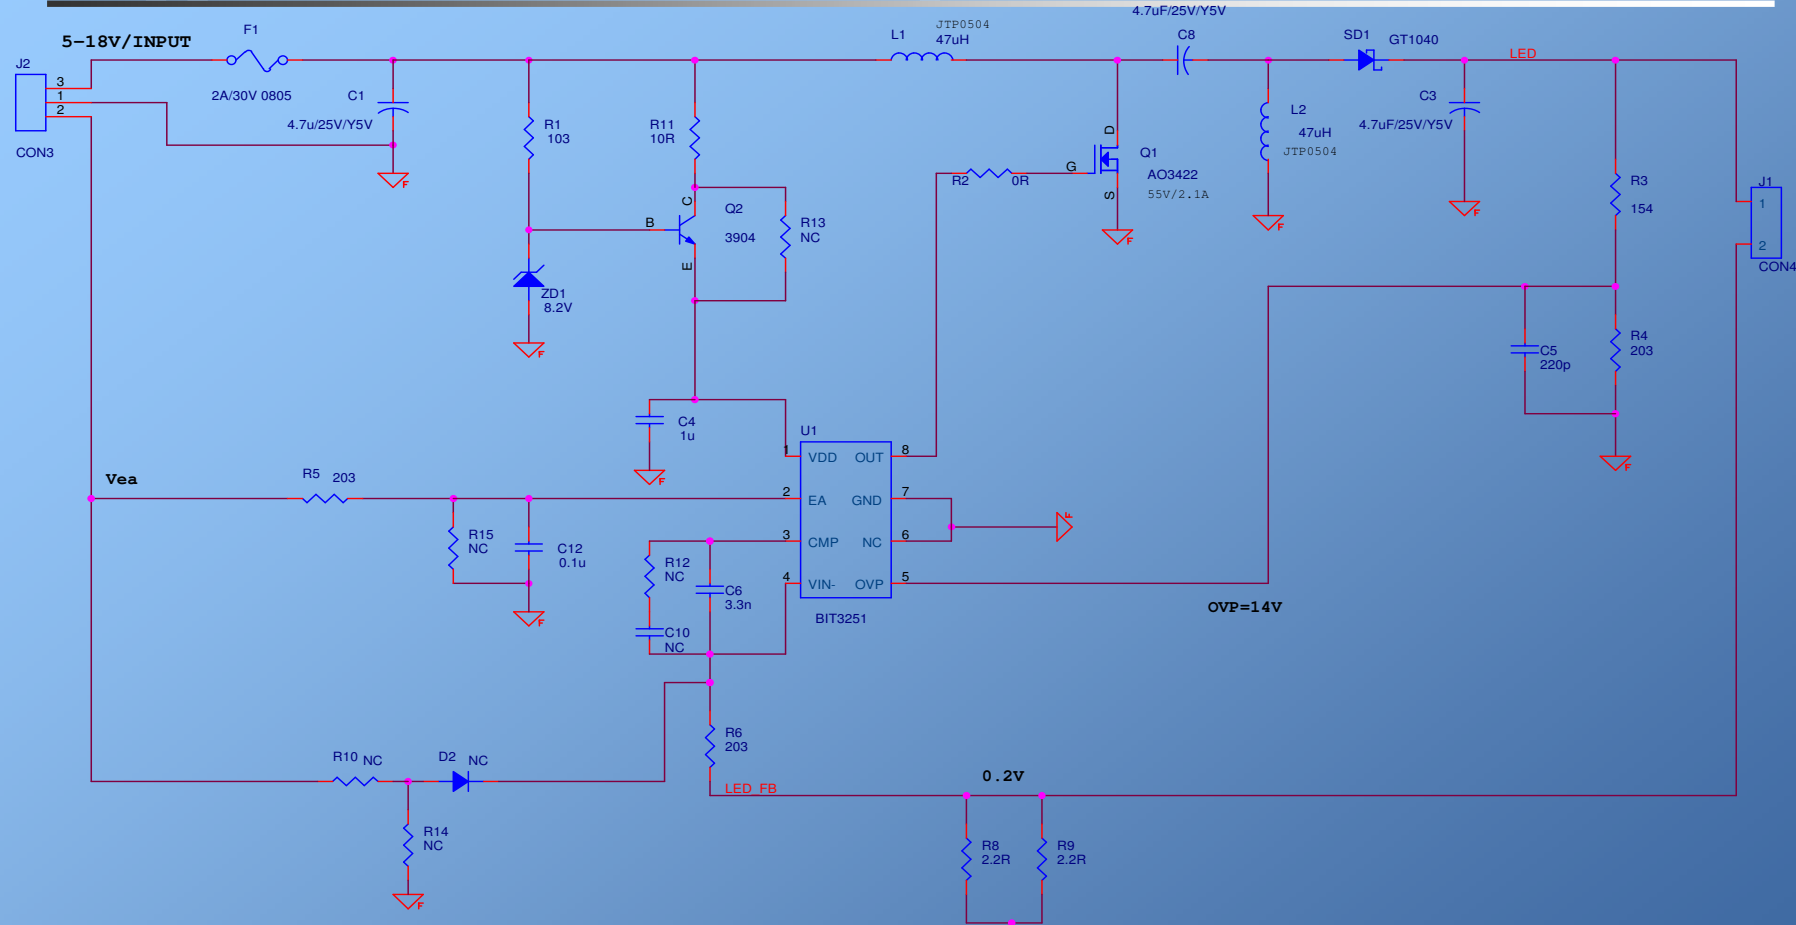 4.7uF/25V/Y5V
JTP0504
F1
L1
47uH
C8
SD1
GT1040
5-18V/INPUT
LED
J2
3
1
2
CON3
2A/30V 0805
C1
4.7u/25V/Y5V
R1
103
R11
10R
D
G
S
Q1
AO3422
55V/2.1A
R2
0R
L2
47uH
JTP0504
C3
4.7uF/25V/Y5V
R3
154
J1
1
2
CON4
C
B
E
Q2
3904
R13
NC
ZD1
8.2V
C5
220p
R4
203
C4
1u
U1
1
VDD
OUT
8
2
EA
GND
7
3
CMP
NC
6
4
VIN-
OVP
5
BIT3251
Vea
R5
203
R15
NC
C12
0.1u
R12
NC
C6
3.3n
C10
NC
OVP=14V
R6
203
R10
NC
D2
NC
LED_FB
0.2V
R14
NC
R8
2.2R
R9
2.2R
F
F
F
F
F
F
F
F
F
F
F